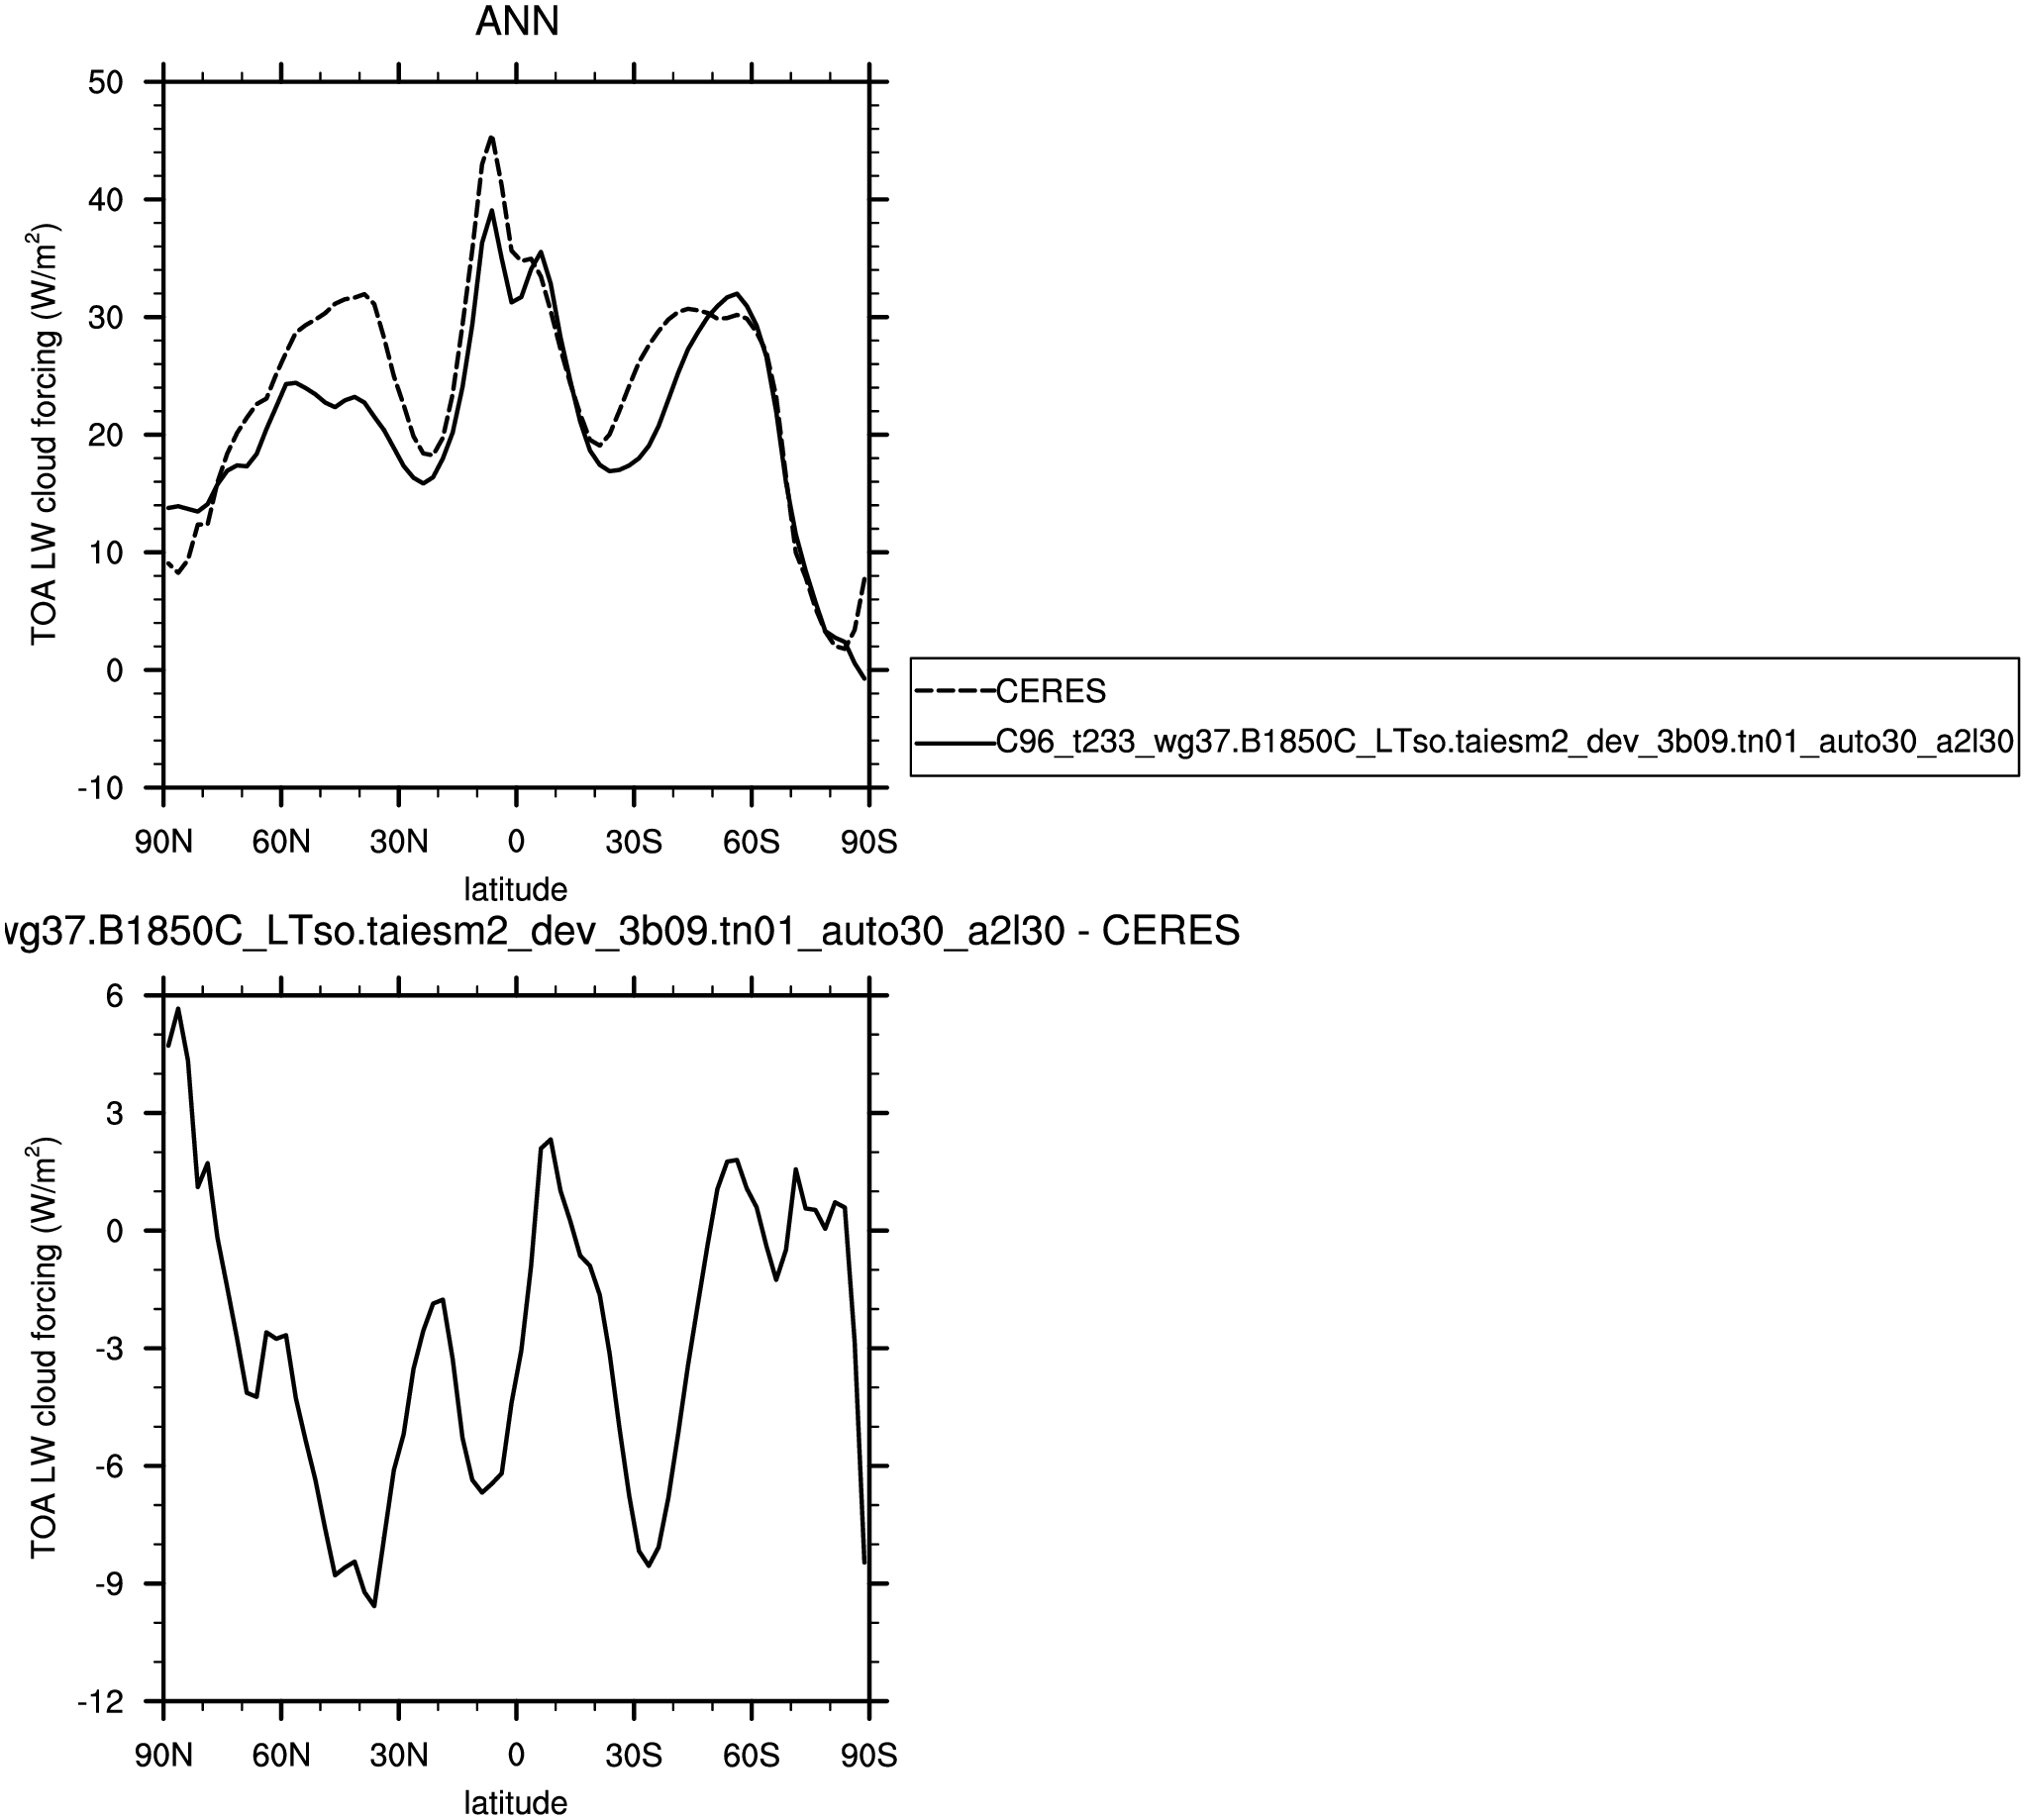 ANN
50
40
30
20
10
0
-10
TOA LW cloud forcing (W/m²)
90N 60N 30N 0 30S 60S 90S
latitude
CERES
C96_t233_wg37.B1850C_LTso.taiesm2_dev_3b09.tn01_auto30_a2l30
wg37.B1850C_LTso.taiesm2_dev_3b09.tn01_auto30_a2l30 - CERES
6
3
0
-3
-6
-9
-12
TOA LW cloud forcing (W/m²)
90N 60N 30N 0 30S 60S 90S
latitude